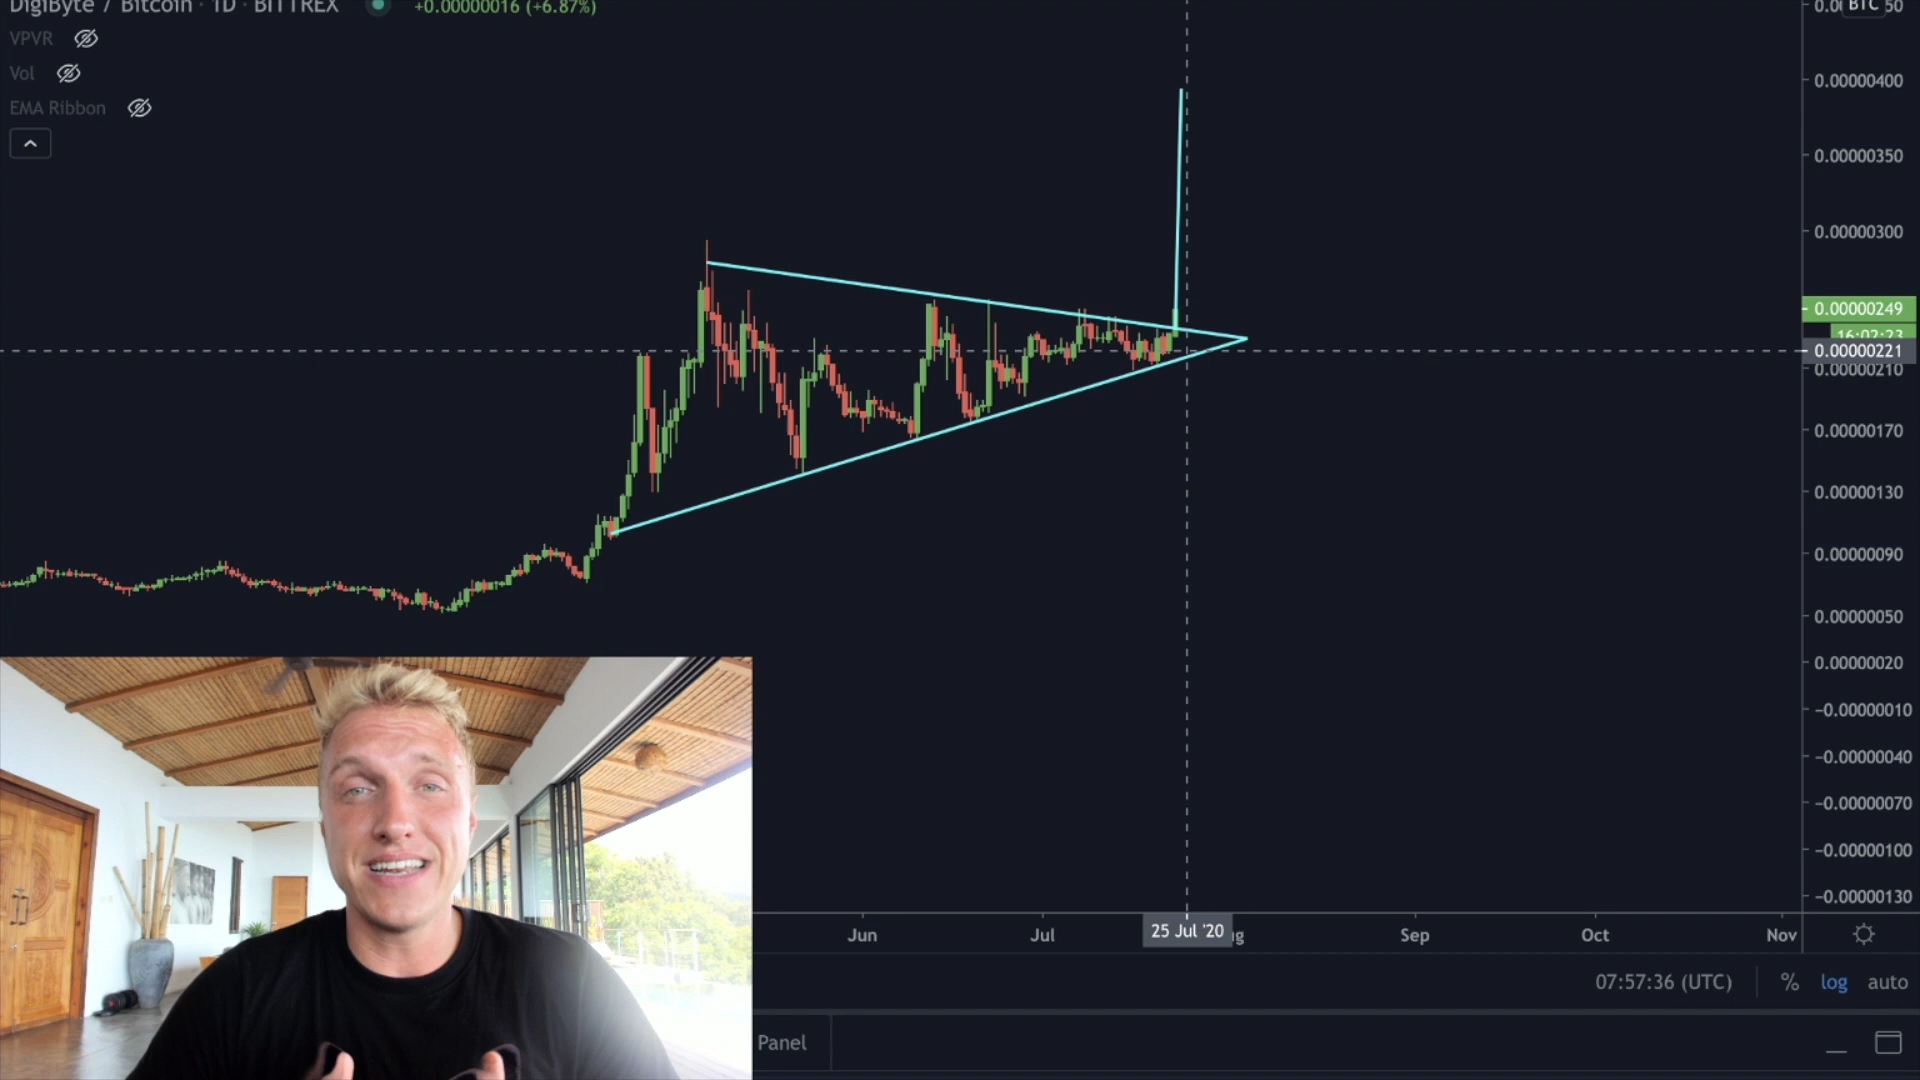 DigiByte / Bitcoin · 1D · BITTREX +0.00000016 (+6.87%)
VPVR
Vol
EMA Ribbon
BTC
0.00000400
0.00000350
0.00000300
0.00000249
16:02:23
0.00000221
0.00000210
0.00000170
0.00000130
0.00000090
0.00000050
0.00000020
−0.00000010
−0.00000040
−0.00000070
−0.00000100
−0.00000130
Jun Jul 25 Jul '20 Sep Oct Nov
07:57:36 (UTC) % log auto
Panel